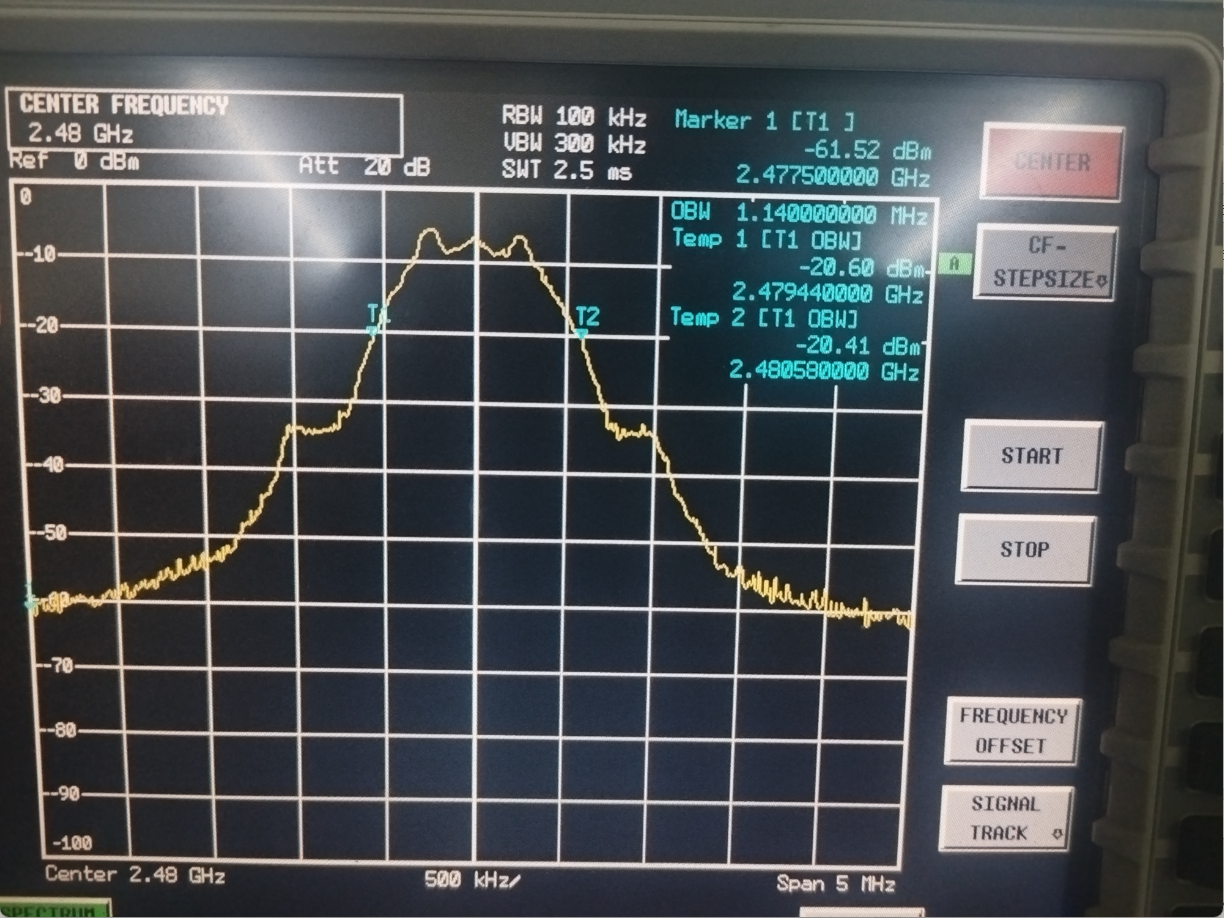 CENTER FREQUENCY
2.48 GHz
Ref 0 dBm
Att 20 dB
RBW 100 kHz
VBW 300 kHz
SWT 2.5 ms
Marker 1 [T1 ]
-61.52 dBm
2.477500000 GHz
OBW 1.140000000 MHz
Temp 1 [T1 OBW]
-20.60 dBm
2.479440000 GHz
Temp 2 [T1 OBW]
-20.41 dBm
2.480580000 GHz
0
-10
-20
-30
-40
-50
-60
-70
-80
-90
-100
T1
T2
A
Center 2.48 GHz
500 kHz/
Span 5 MHz
SPECTRUM
CENTER
CF-
STEPSIZE
START
STOP
FREQUENCY
OFFSET
SIGNAL
TRACK